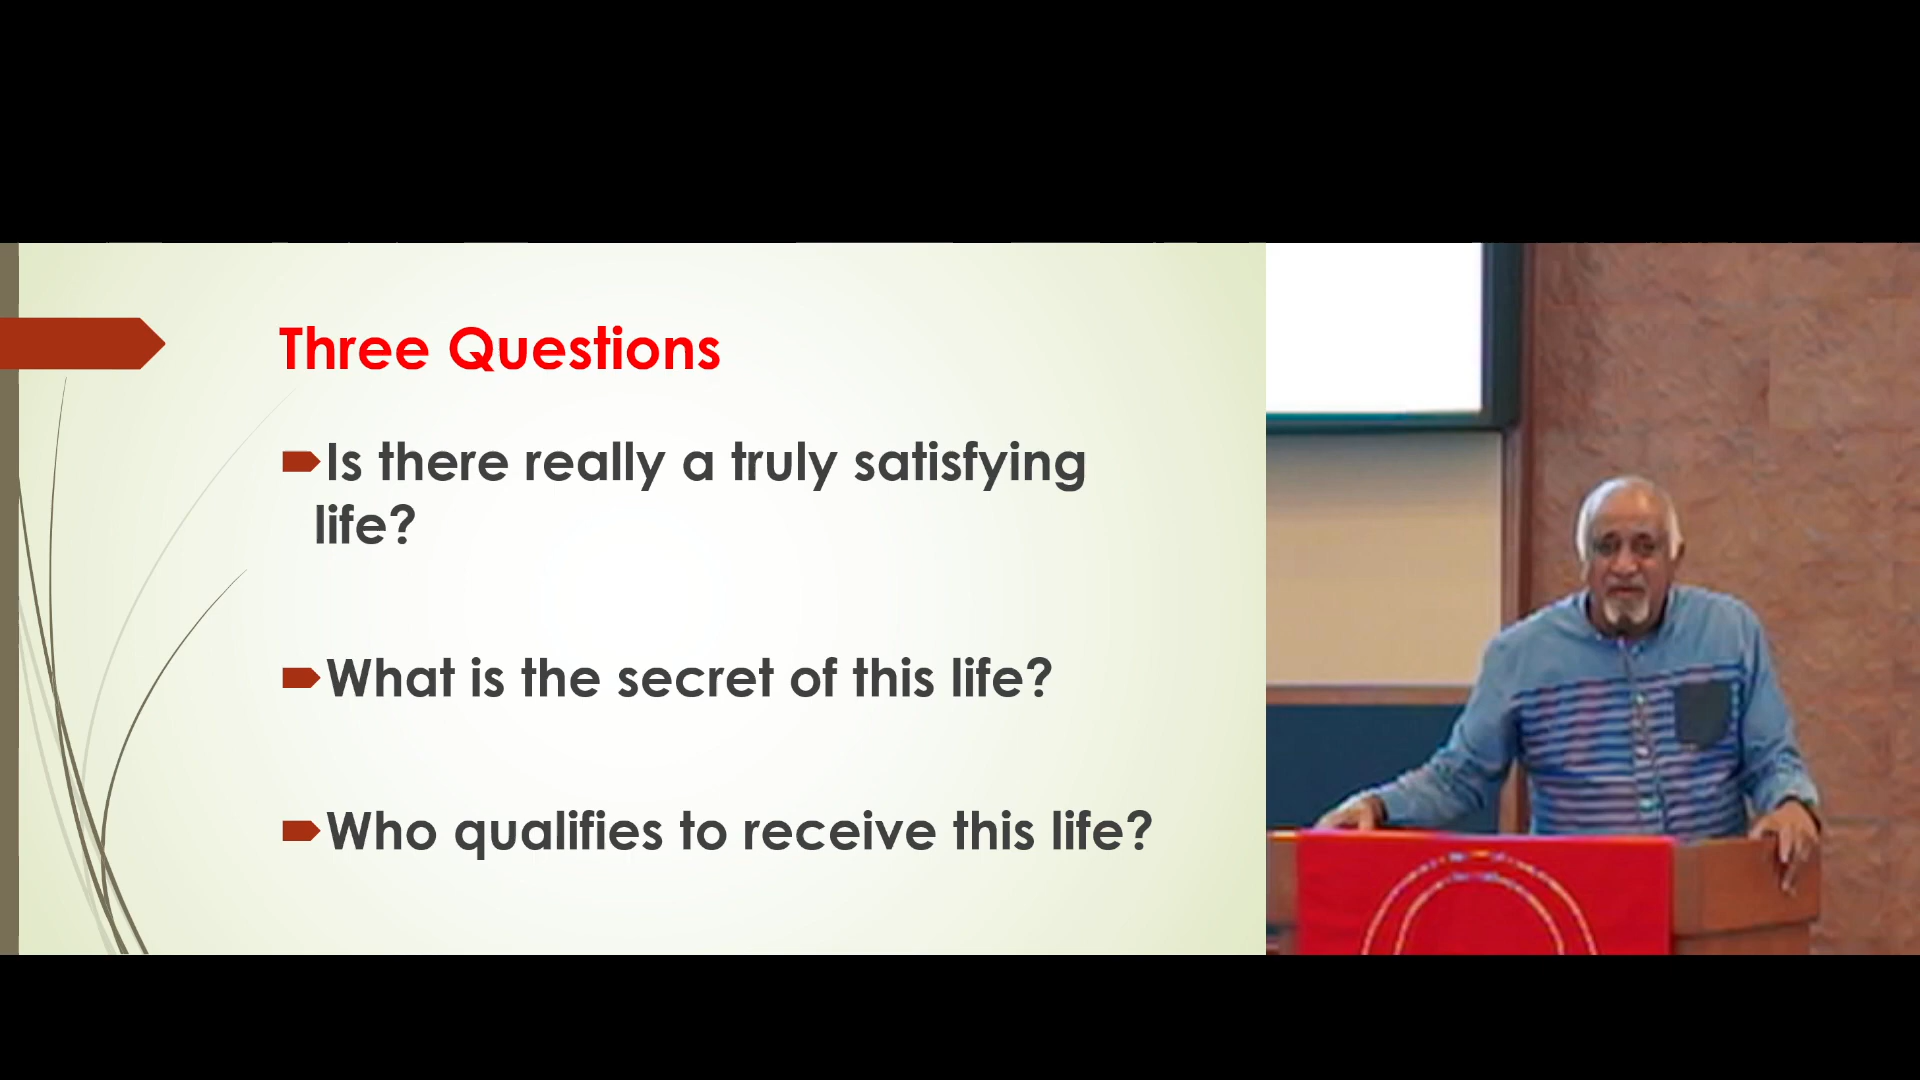 Three Questions
Is there really a truly satisfying
life?
What is the secret of this life?
Who qualifies to receive this life?